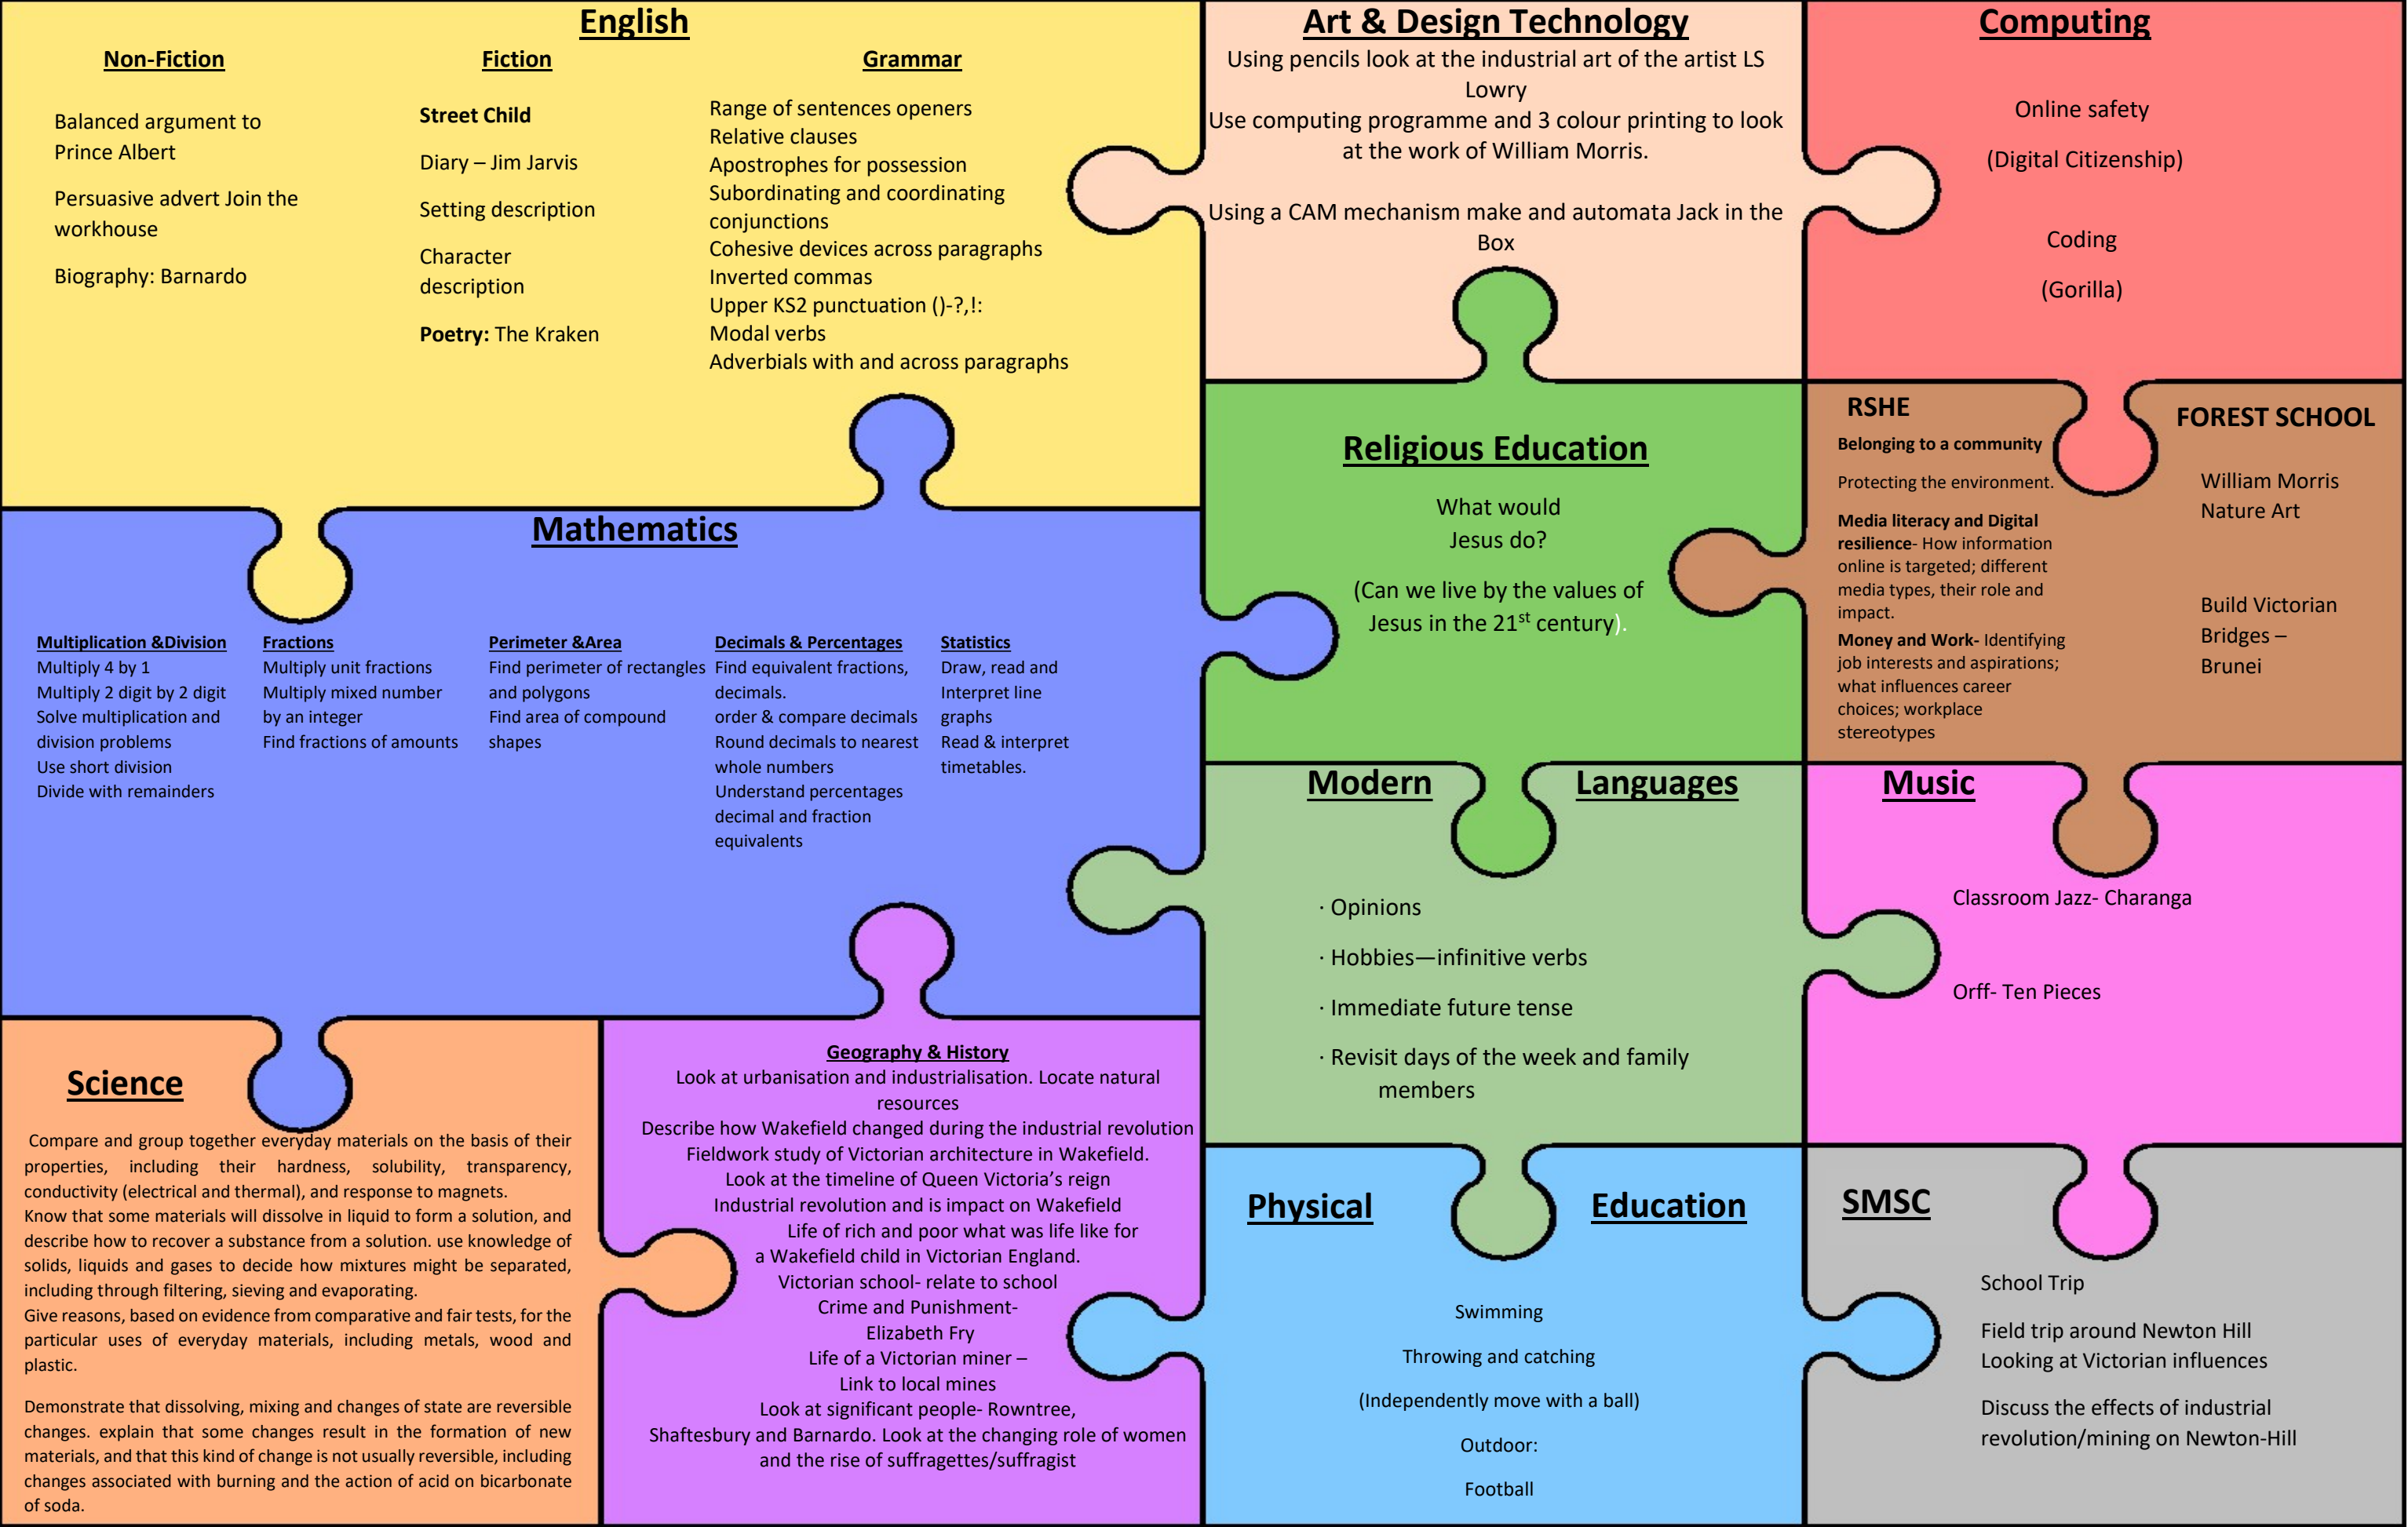 English
Non-Fiction
Balanced argument to
Prince Albert
Persuasive advert Join the
workhouse
Biography: Barnardo
Fiction
Street Child
Diary – Jim Jarvis
Setting description
Character
description
Poetry: The Kraken
Grammar
Range of sentences openers
Relative clauses
Apostrophes for possession
Subordinating and coordinating
conjunctions
Cohesive devices across paragraphs
Inverted commas
Upper KS2 punctuation ()-?,!:
Modal verbs
Adverbials with and across paragraphs
Art & Design Technology
Using pencils look at the industrial art of the artist LS
Lowry
Use computing programme and 3 colour printing to look
at the work of William Morris.
Using a CAM mechanism make and automata Jack in the
Box
Computing
Online safety
(Digital Citizenship)
Coding
(Gorilla)
Mathematics
Multiplication &Division
Multiply 4 by 1
Multiply 2 digit by 2 digit
Solve multiplication and
division problems
Use short division
Divide with remainders
Fractions
Multiply unit fractions
Multiply mixed number
by an integer
Find fractions of amounts
Perimeter &Area
Find perimeter of rectangles
and polygons
Find area of compound
shapes
Decimals & Percentages
Find equivalent fractions,
decimals.
order & compare decimals
Round decimals to nearest
whole numbers
Understand percentages
decimal and fraction
equivalents
Statistics
Draw, read and
Interpret line
graphs
Read & interpret
timetables.
Religious Education
What would
Jesus do?
(Can we live by the values of
Jesus in the 21st century).
RSHE
Belonging to a community
Protecting the environment.
Media literacy and Digital
resilience- How information
online is targeted; different
media types, their role and
impact.
Money and Work- Identifying
job interests and aspirations;
what influences career
choices; workplace
stereotypes
FOREST SCHOOL
William Morris
Nature Art
Build Victorian
Bridges –
Brunei
Modern Languages
· Opinions
· Hobbies—infinitive verbs
· Immediate future tense
· Revisit days of the week and family
members
Music
Classroom Jazz- Charanga
Orff- Ten Pieces
Science
Compare and group together everyday materials on the basis of their
properties, including their hardness, solubility, transparency,
conductivity (electrical and thermal), and response to magnets.
Know that some materials will dissolve in liquid to form a solution, and
describe how to recover a substance from a solution. use knowledge of
solids, liquids and gases to decide how mixtures might be separated,
including through filtering, sieving and evaporating.
Give reasons, based on evidence from comparative and fair tests, for the
particular uses of everyday materials, including metals, wood and
plastic.
Demonstrate that dissolving, mixing and changes of state are reversible
changes. explain that some changes result in the formation of new
materials, and that this kind of change is not usually reversible, including
changes associated with burning and the action of acid on bicarbonate
of soda.
Geography & History
Look at urbanisation and industrialisation. Locate natural
resources
Describe how Wakefield changed during the industrial revolution
Fieldwork study of Victorian architecture in Wakefield.
Look at the timeline of Queen Victoria’s reign
Industrial revolution and is impact on Wakefield
Life of rich and poor what was life like for
a Wakefield child in Victorian England.
Victorian school- relate to school
Crime and Punishment-
Elizabeth Fry
Life of a Victorian miner –
Link to local mines
Look at significant people- Rowntree,
Shaftesbury and Barnardo. Look at the changing role of women
and the rise of suffragettes/suffragist
Physical Education
Swimming
Throwing and catching
(Independently move with a ball)
Outdoor:
Football
SMSC
School Trip
Field trip around Newton Hill
Looking at Victorian influences
Discuss the effects of industrial
revolution/mining on Newton-Hill